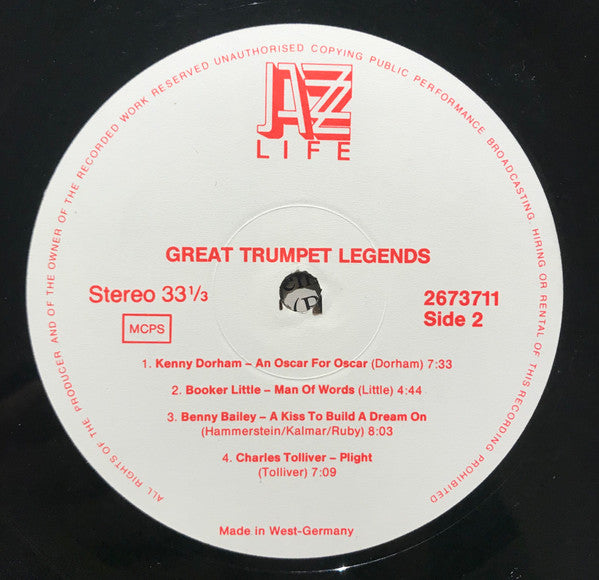 ALL RIGHTS OF THE PRODUCER AND OF THE OWNER OF THE RECORDED WORK RESERVED UNAUTHORISED COPYING PUBLIC PERFORMANCE BROADCASTING HIRING OR RENTAL OF THIS RECORDING PROHIBITED
JAZZ
LIFE
GREAT TRUMPET LEGENDS
Stereo 33 1/3
2673711
MCPS
Side 2
1. Kenny Dorham – An Oscar For Oscar (Dorham) 7:33
2. Booker Little – Man Of Words (Little) 4:44
3. Benny Bailey – A Kiss To Build A Dream On
(Hammerstein/Kalmar/Ruby) 8:03
4. Charles Tolliver – Plight
(Tolliver) 7:09
Made in West-Germany